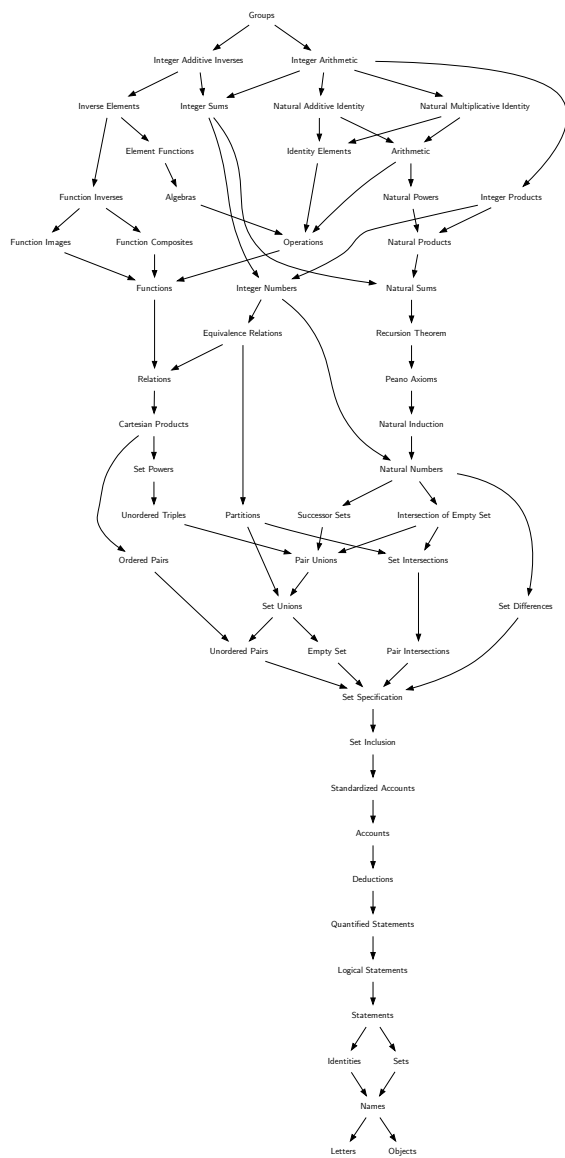 Groups
Integer Additive Inverses
Integer Arithmetic
Inverse Elements
Integer Sums
Natural Additive Identity
Natural Multiplicative Identity
Element Functions
Identity Elements
Arithmetic
Function Inverses
Algebras
Natural Powers
Integer Products
Function Images
Function Composites
Operations
Natural Products
Functions
Integer Numbers
Natural Sums
Equivalence Relations
Recursion Theorem
Relations
Peano Axioms
Cartesian Products
Natural Induction
Set Powers
Natural Numbers
Unordered Triples
Partitions
Successor Sets
Intersection of Empty Set
Ordered Pairs
Pair Unions
Set Intersections
Set Unions
Set Differences
Unordered Pairs
Empty Set
Pair Intersections
Set Specification
Set Inclusion
Standardized Accounts
Accounts
Deductions
Quantified Statements
Logical Statements
Statements
Identities
Sets
Names
Letters
Objects